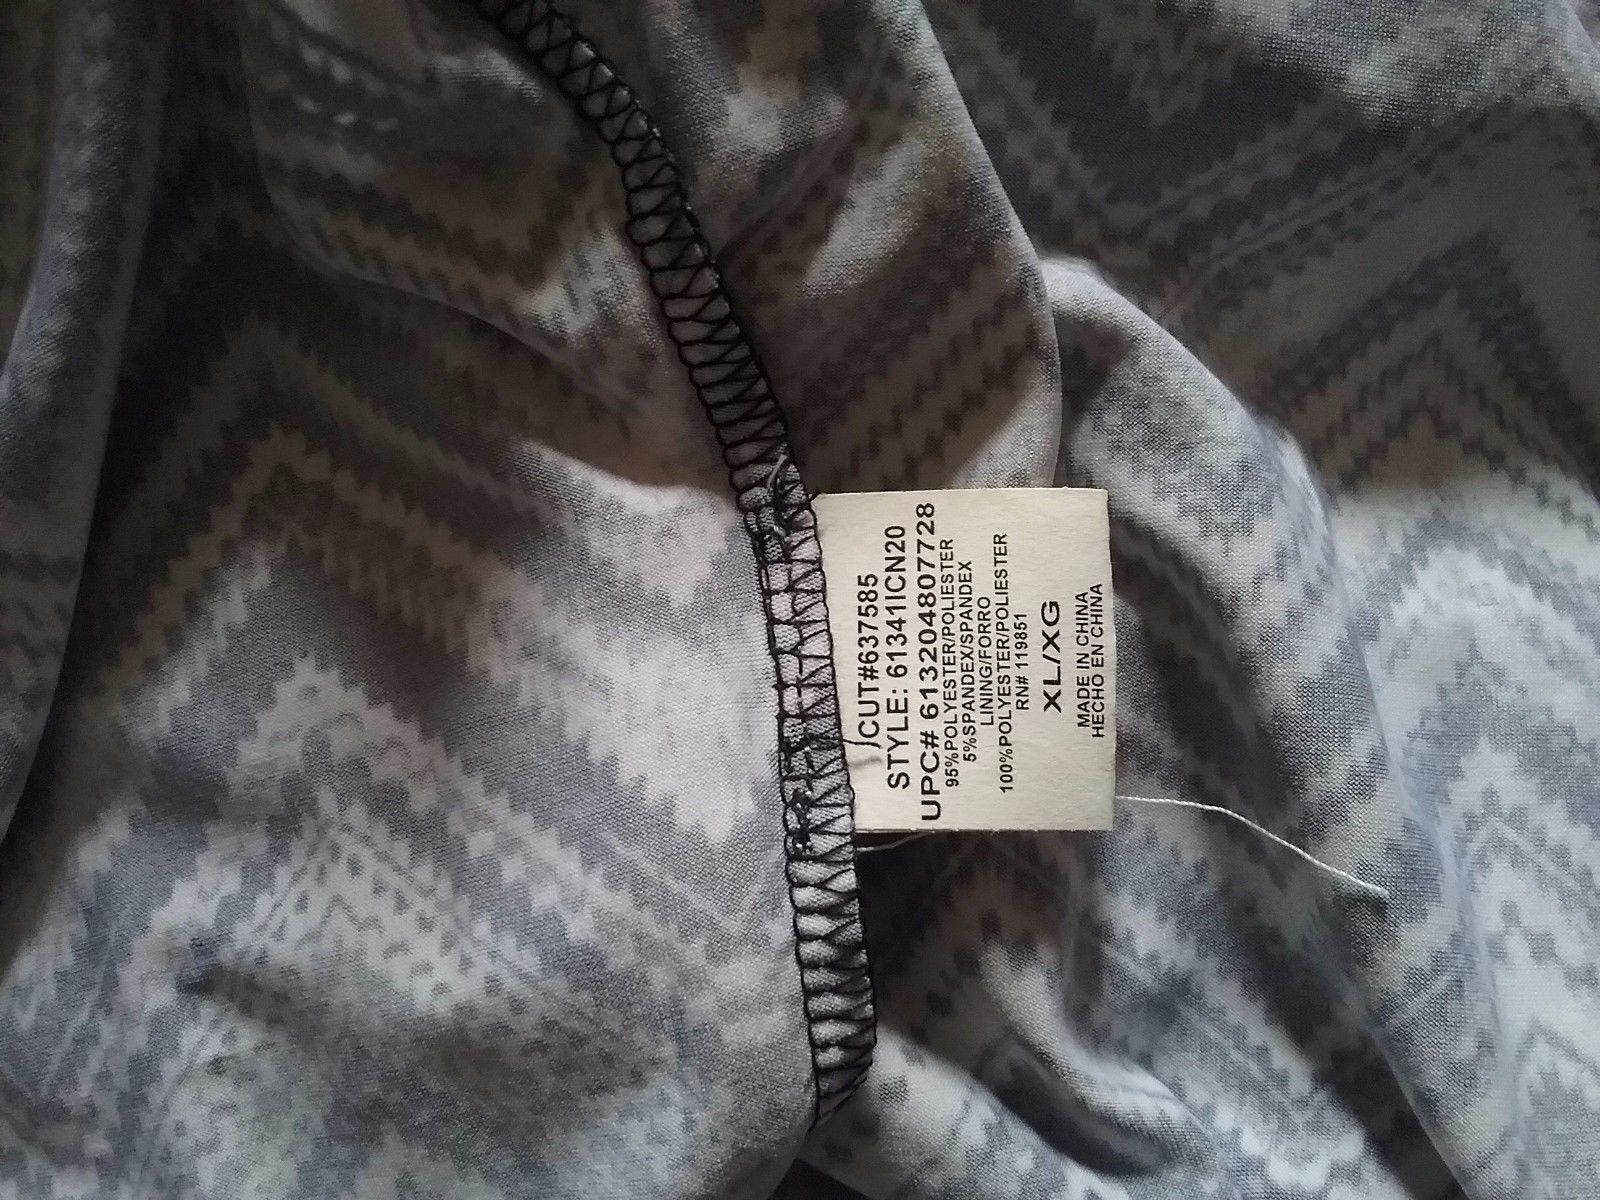 CUT#637585
STYLE: 61341ICN20
UPC# 613204807728
95%POLYESTER/POLIESTER
5%SPANDEX/SPANDEX
LINING/FORRO
100%POLYESTER/POLIESTER
RN# 119851
XL/XG
MADE IN CHINA
HECHO EN CHINA